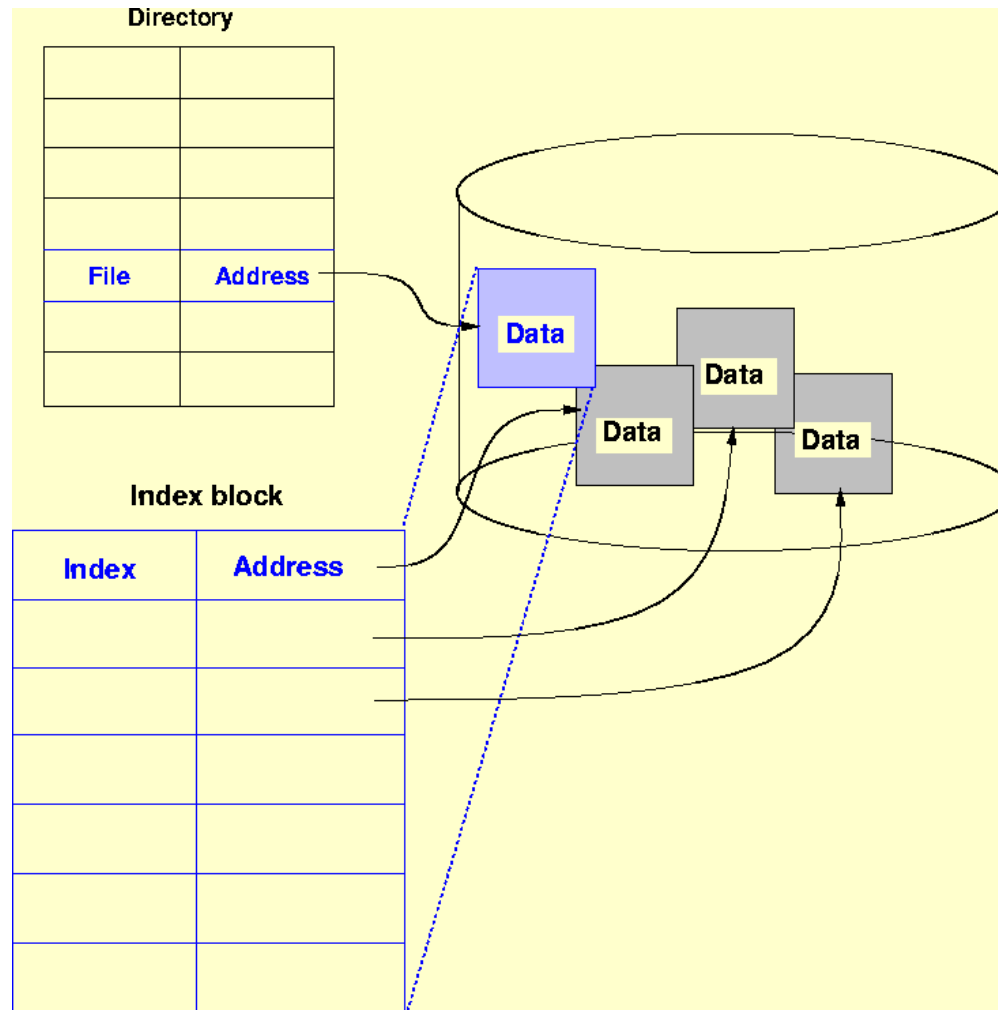 Directory
File Address
Data
Data
Data
Data
Index block
Index Address